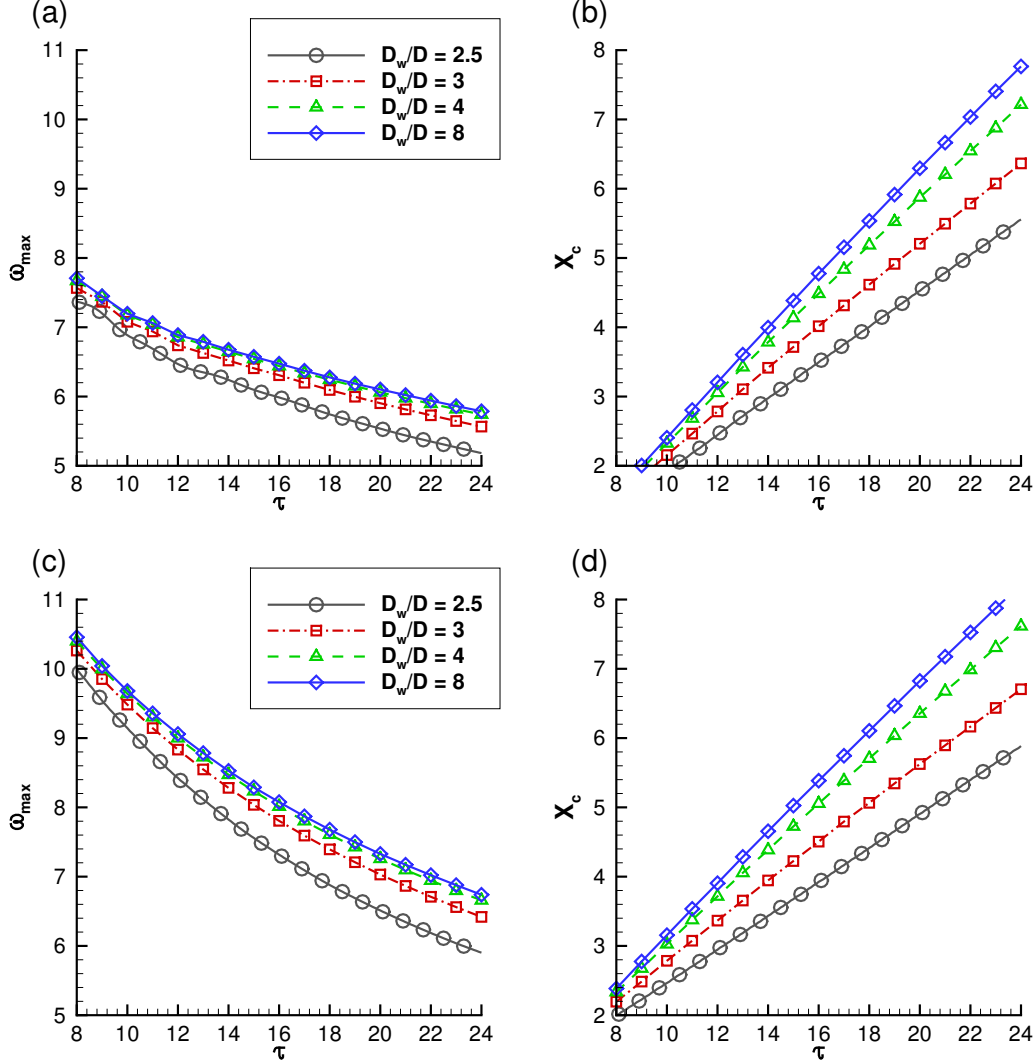 (a)
ω_max
11
10
9
8
7
6
5
8 10 12 14 16 18 20 22 24
τ
D_w/D = 2.5
D_w/D = 3
D_w/D = 4
D_w/D = 8
(b)
X_c
8
7
6
5
4
3
2
8 10 12 14 16 18 20 22 24
τ
(c)
ω_max
11
10
9
8
7
6
5
8 10 12 14 16 18 20 22 24
τ
D_w/D = 2.5
D_w/D = 3
D_w/D = 4
D_w/D = 8
(d)
X_c
8
7
6
5
4
3
2
8 10 12 14 16 18 20 22 24
τ